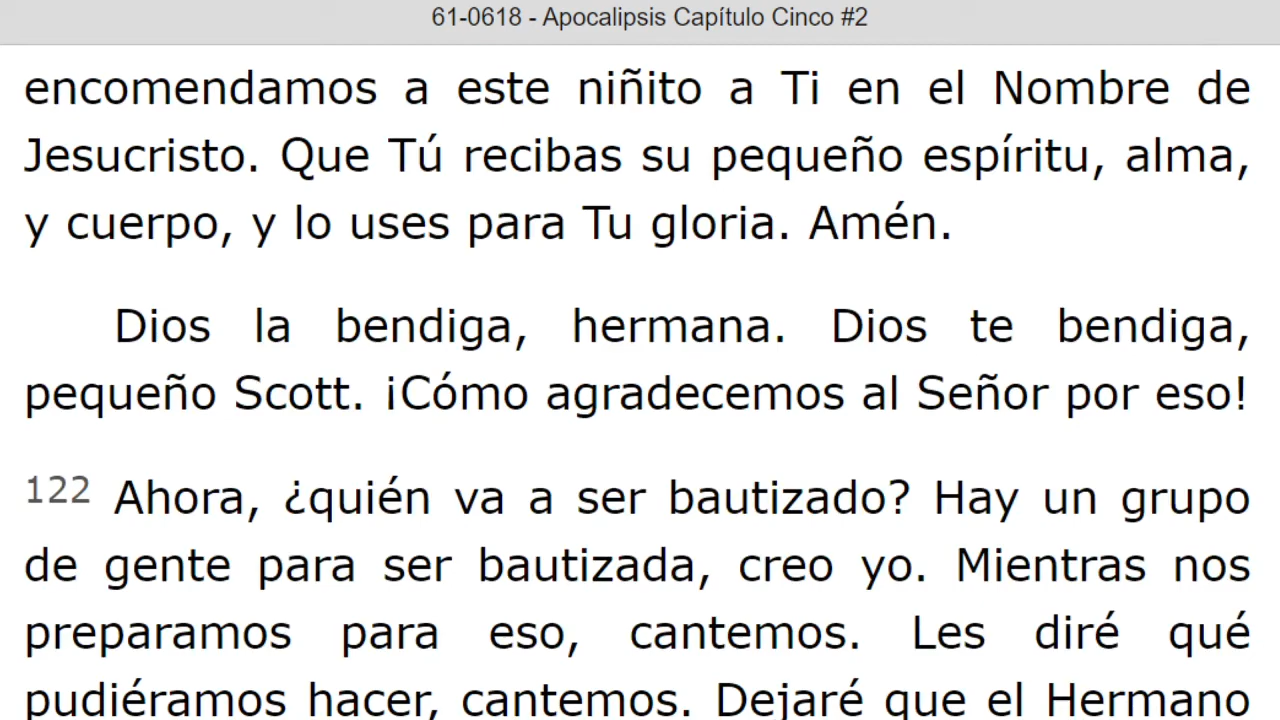 61-0618 - Apocalipsis Capítulo Cinco #2
encomendamos a este niñito a Ti en el Nombre de
Jesucristo. Que Tú recibas su pequeño espíritu, alma,
y cuerpo, y lo uses para Tu gloria. Amén.
Dios la bendiga, hermana. Dios te bendiga,
pequeño Scott. ¡Cómo agradecemos al Señor por eso!
122 Ahora, ¿quién va a ser bautizado? Hay un grupo
de gente para ser bautizada, creo yo. Mientras nos
preparamos para eso, cantemos. Les diré qué
pudiéramos hacer, cantemos. Dejaré que el Hermano